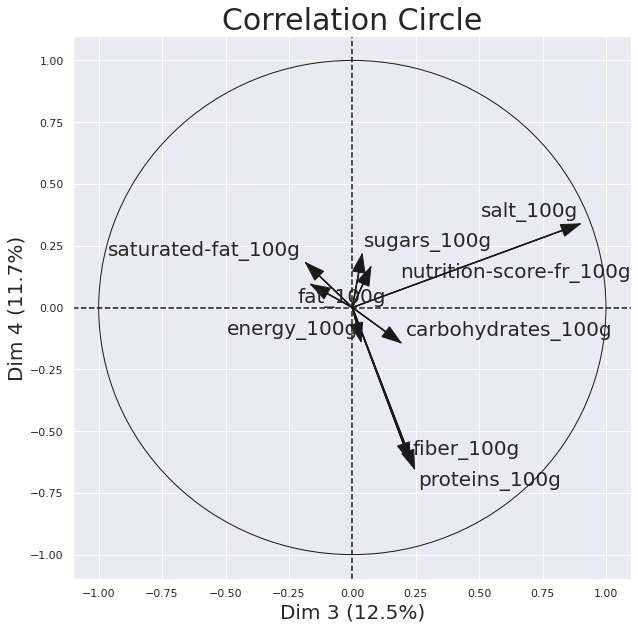 Correlation Circle
1.00
0.75
0.50
0.25
0.00
−0.25
−0.50
−0.75
−1.00
Dim 4 (11.7%)
salt_100g
sugars_100g
saturated-fat_100g
nutrition-score-fr_100g
fat_100g
energy_100g
carbohydrates_100g
fiber_100g
proteins_100g
−1.00 −0.75 −0.50 −0.25 0.00 0.25 0.50 0.75 1.00
Dim 3 (12.5%)